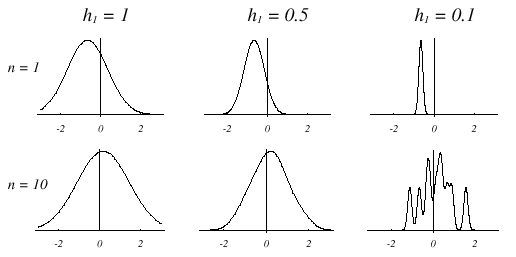 h₁ = 1 h₁ = 0.5 h₁ = 0.1
n = 1
-2 0 2 -2 0 2 -2 0 2
n = 10
-2 0 2 -2 0 2 -2 0 2